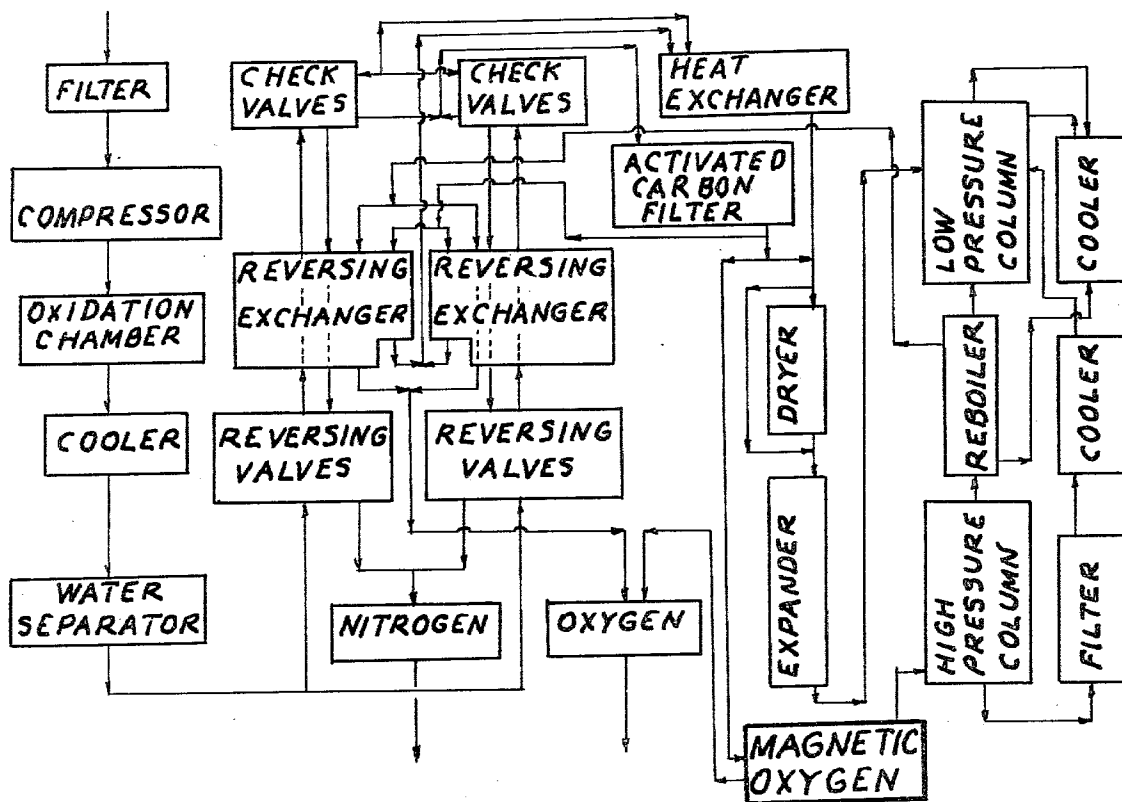 FILTER
COMPRESSOR
OXIDATION
CHAMBER
COOLER
WATER
SEPARATOR
CHECK
VALVES
CHECK
VALVES
REVERSING
EXCHANGER
REVERSING
EXCHANGER
REVERSING
VALVES
REVERSING
VALVES
NITROGEN
OXYGEN
HEAT
EXCHANGER
ACTIVATED
CARBON
FILTER
DRYER
EXPANDER
MAGNETIC
OXYGEN
LOW
PRESSURE
COLUMN
REBOILER
HIGH
PRESSURE
COLUMN
COOLER
COOLER
FILTER